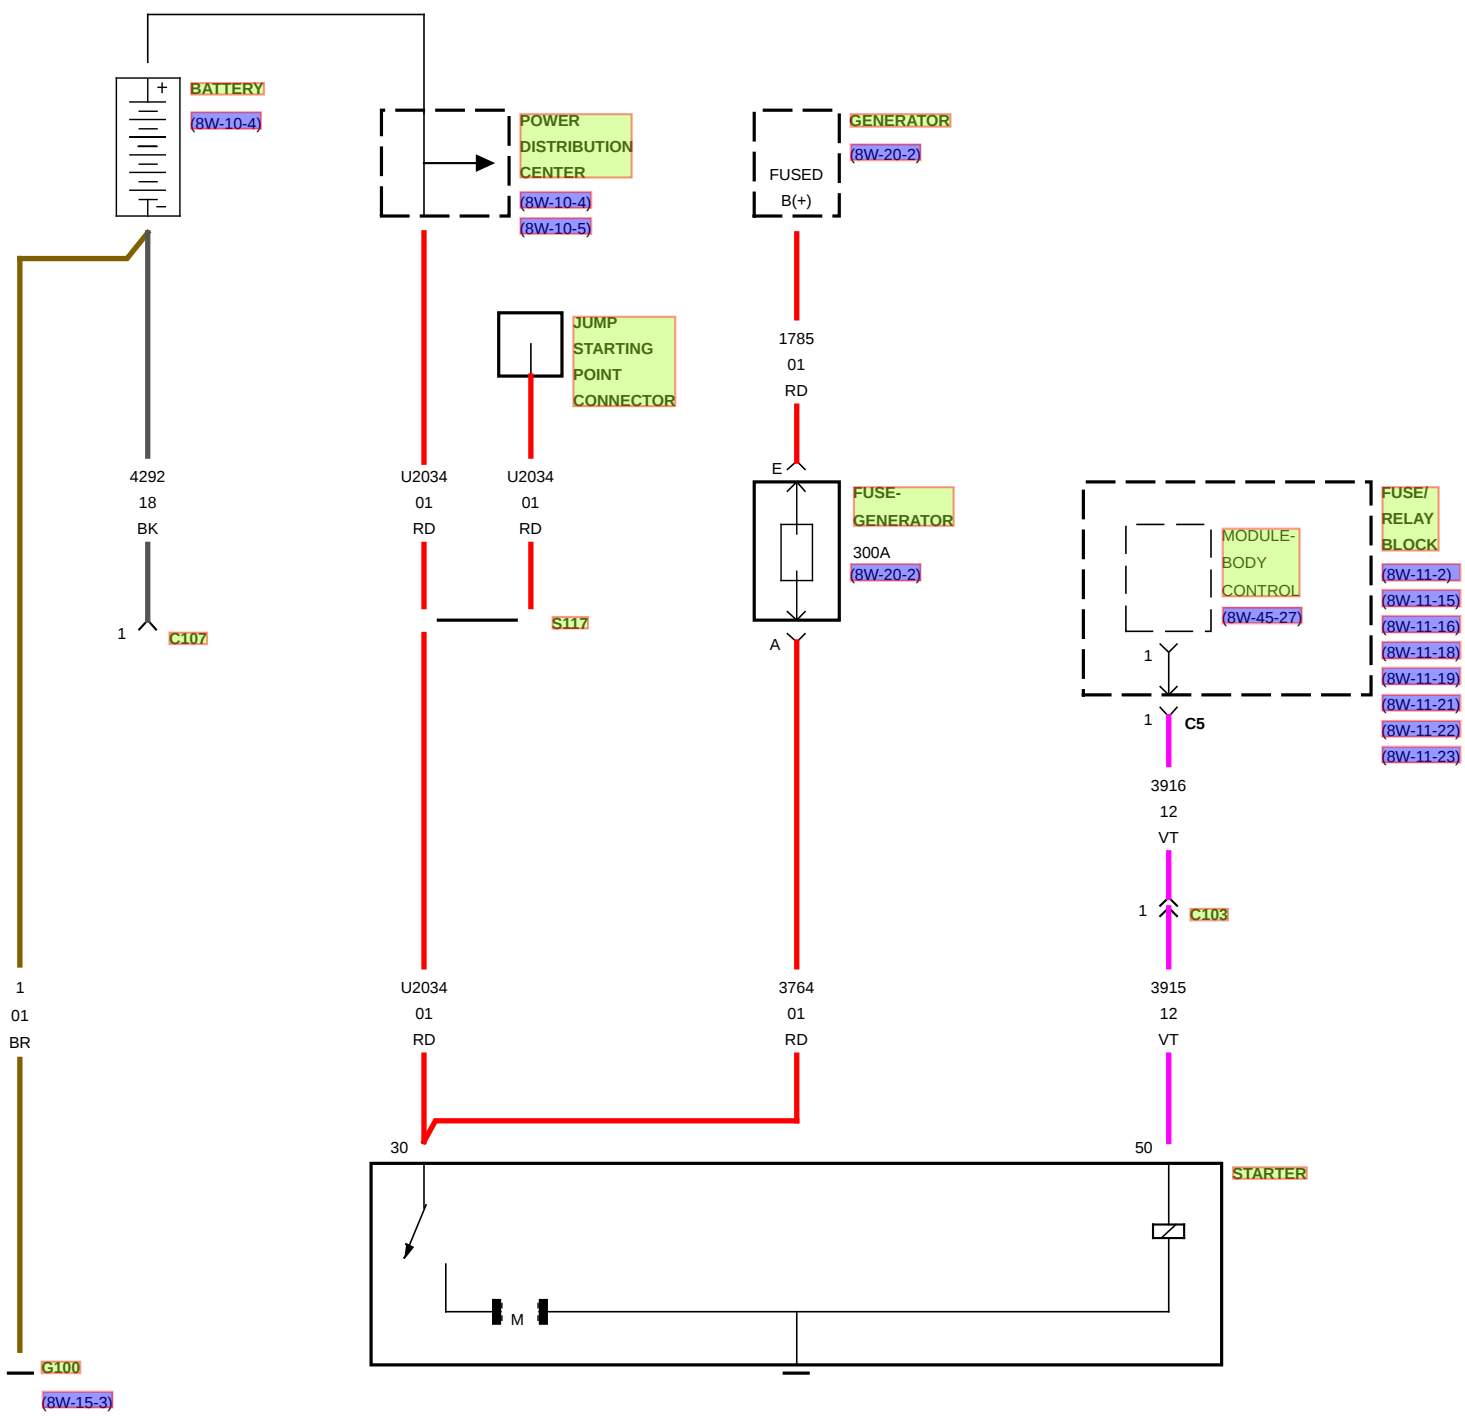 +
BATTERY
(8W-10-4)
−
POWER
DISTRIBUTION
CENTER
(8W-10-4)
(8W-10-5)
FUSED
B(+)
GENERATOR
(8W-20-2)
JUMP
STARTING
POINT
CONNECTOR
1785
01
RD
4292
18
BK
U2034
01
RD
U2034
01
RD
E
FUSE-
GENERATOR
300A
(8W-20-2)
A
MODULE-
BODY
CONTROL
(8W-45-27)
1
FUSE/
RELAY
BLOCK
(8W-11-2)
(8W-11-15)
(8W-11-16)
(8W-11-18)
(8W-11-19)
(8W-11-21)
(8W-11-22)
(8W-11-23)
1
C107
S117
1
C5
3916
12
VT
1
C103
1
01
BR
U2034
01
RD
3764
01
RD
3915
12
VT
30
50
STARTER
M
G100
(8W-15-3)